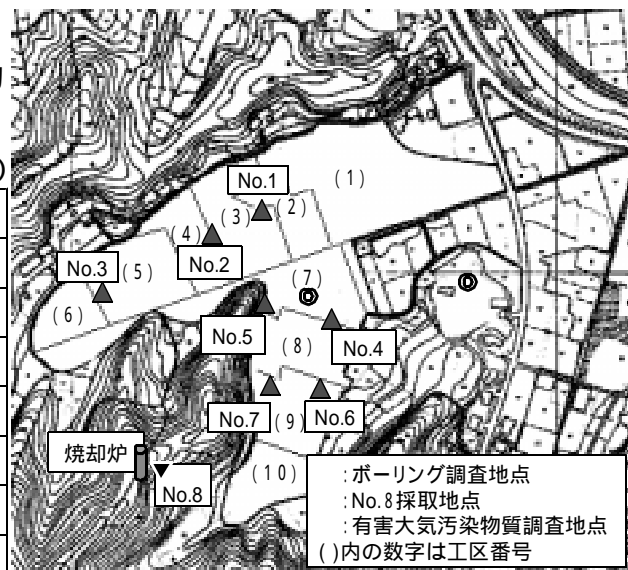 No.1
(1)
(2)
(3)
(4)
No.2
No.3
(5)
(6)
(7)
No.5
No.4
(8)
No.7
(9)
No.6
焼却炉
No.8
(10)
:ボーリング調査地点
:No.8採取地点
:有害大気汚染物質調査地点
()内の数字は工区番号